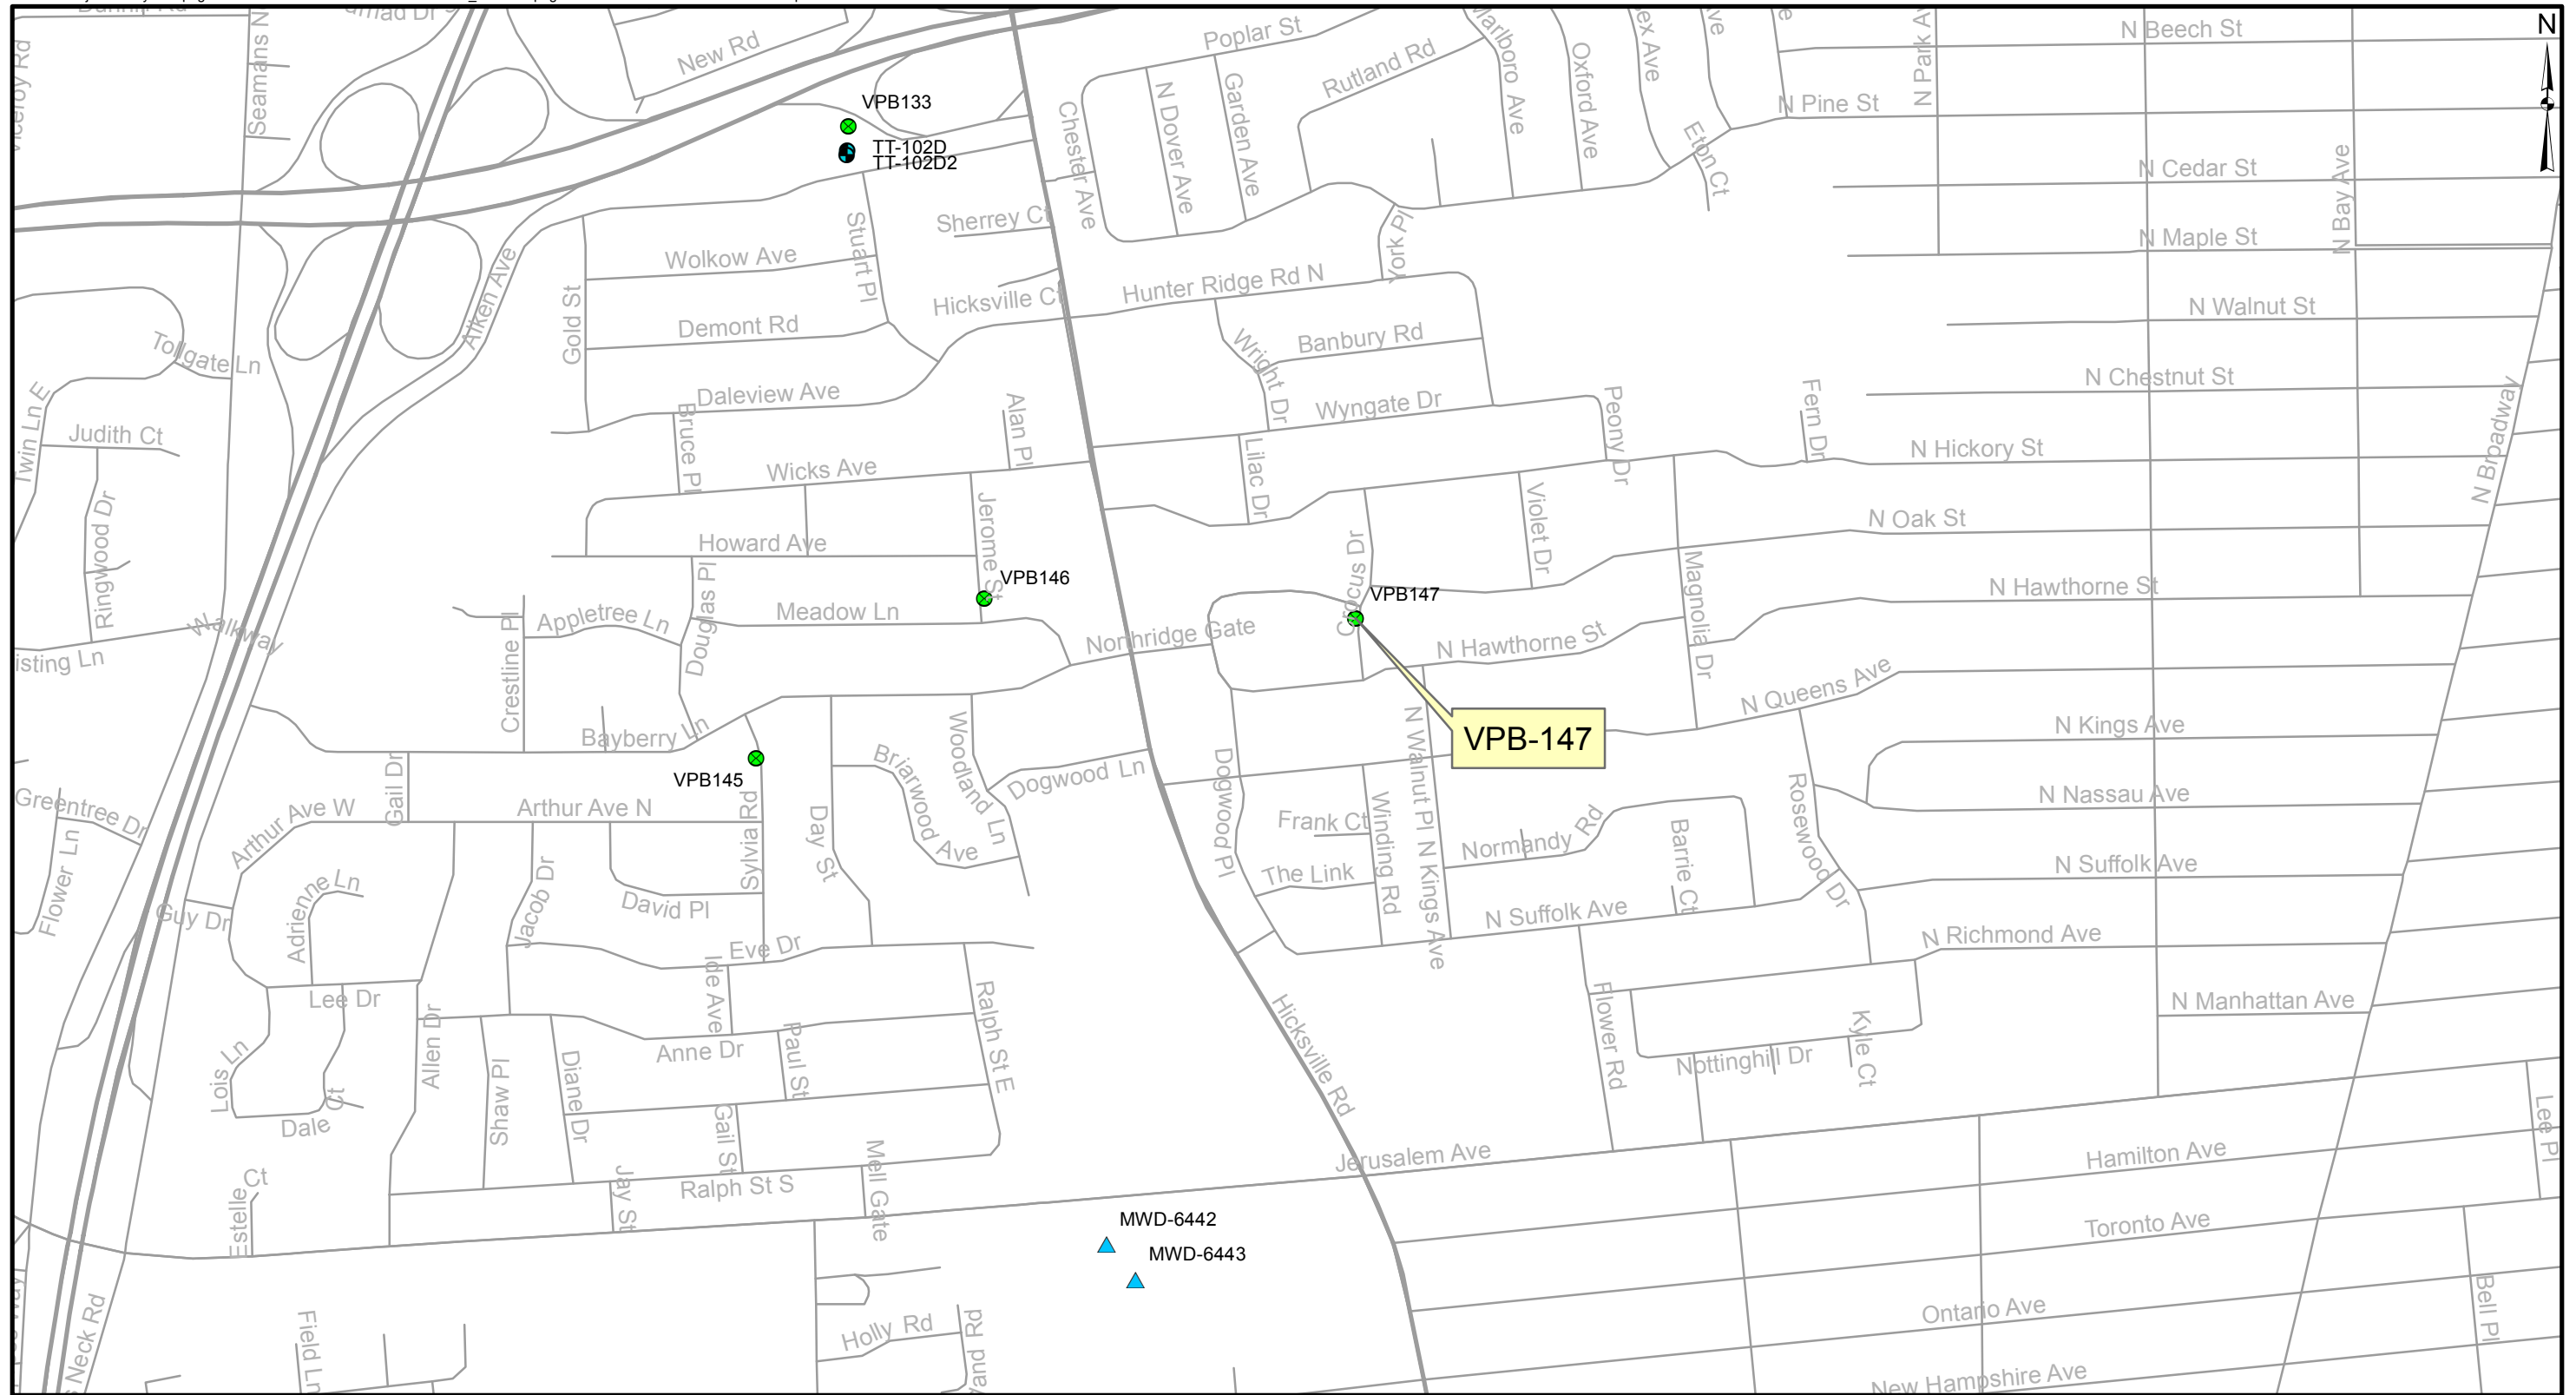 New Rd
Poplar St
N Beech St
N
Seamans N
Rutland Rd
Marlboro Ave
Oxford Ave
N Park A
VPB133
N Pine St
Chester Ave
N Dover Ave
Garden Ave
TT-102D
TT-102D2
Eton Ct
N Cedar St
N Bay Ave
Sherrey Ct
Stuart Pl
N Maple St
Wolkow Ave
York Pl
Aiken Ave
Hunter Ridge Rd N
Hicksville Ct
N Walnut St
Gold St
Demont Rd
Banbury Rd
Wright Dr
Tollgate Ln
N Chestnut St
Daleview Ave
Wyngate Dr
Twin Ln E
Judith Ct
Bruce Pl
Alan Pl
Peony Dr
Fern Dr
N Broadway
N Hickory St
Wicks Ave
Lilac Dr
Ringwood Dr
Jerome St
Violet Dr
N Oak St
Howard Ave
Crocus Dr
VPB146
VPB147
N Hawthorne St
Douglas Pl
Magnolia Dr
Appletree Ln
Meadow Ln
Walkway
Northridge Gate
N Hawthorne St
isting Ln
Crestline Pl
N Queens Ave
Bayberry Ln
Woodland Ln
N Walnut Pl
VPB-147
N Kings Ave
Briarwood Ave
Dogwood Ln
Dogwood Pl
VPB145
Gail Dr
Greentree Dr
Arthur Ave W
Arthur Ave N
Sylvia Rd
Day St
N Nassau Ave
Rosewood Dr
Frank Ct
Winding Rd
Normandy Rd
Barrie Ct
The Link
N Suffolk Ave
Flower Ln
Adrienne Ln
Guy Dr
Jacob Dr
David Pl
N Suffolk Ave
N Kings Ave
N Richmond Ave
Eve Dr
Ide Ave
Lee Dr
Ralph St E
Hicksville Rd
Flower Rd
N Manhattan Ave
Allen Dr
Anne Dr
Paul St
Kyle Ct
Nottinghill Dr
Lois Ln
Shaw Pl
Diane Dr
Dale Ct
Gail St
Lee Pl
Mell Gate
Jerusalem Ave
Hamilton Ave
Estelle Ct
Jay St
Ralph St S
MWD-6442
Toronto Ave
MWD-6443
Ontario Ave
Bell Pl
Field Ln
Holly Rd
s Neck Rd
New Hampshire Ave